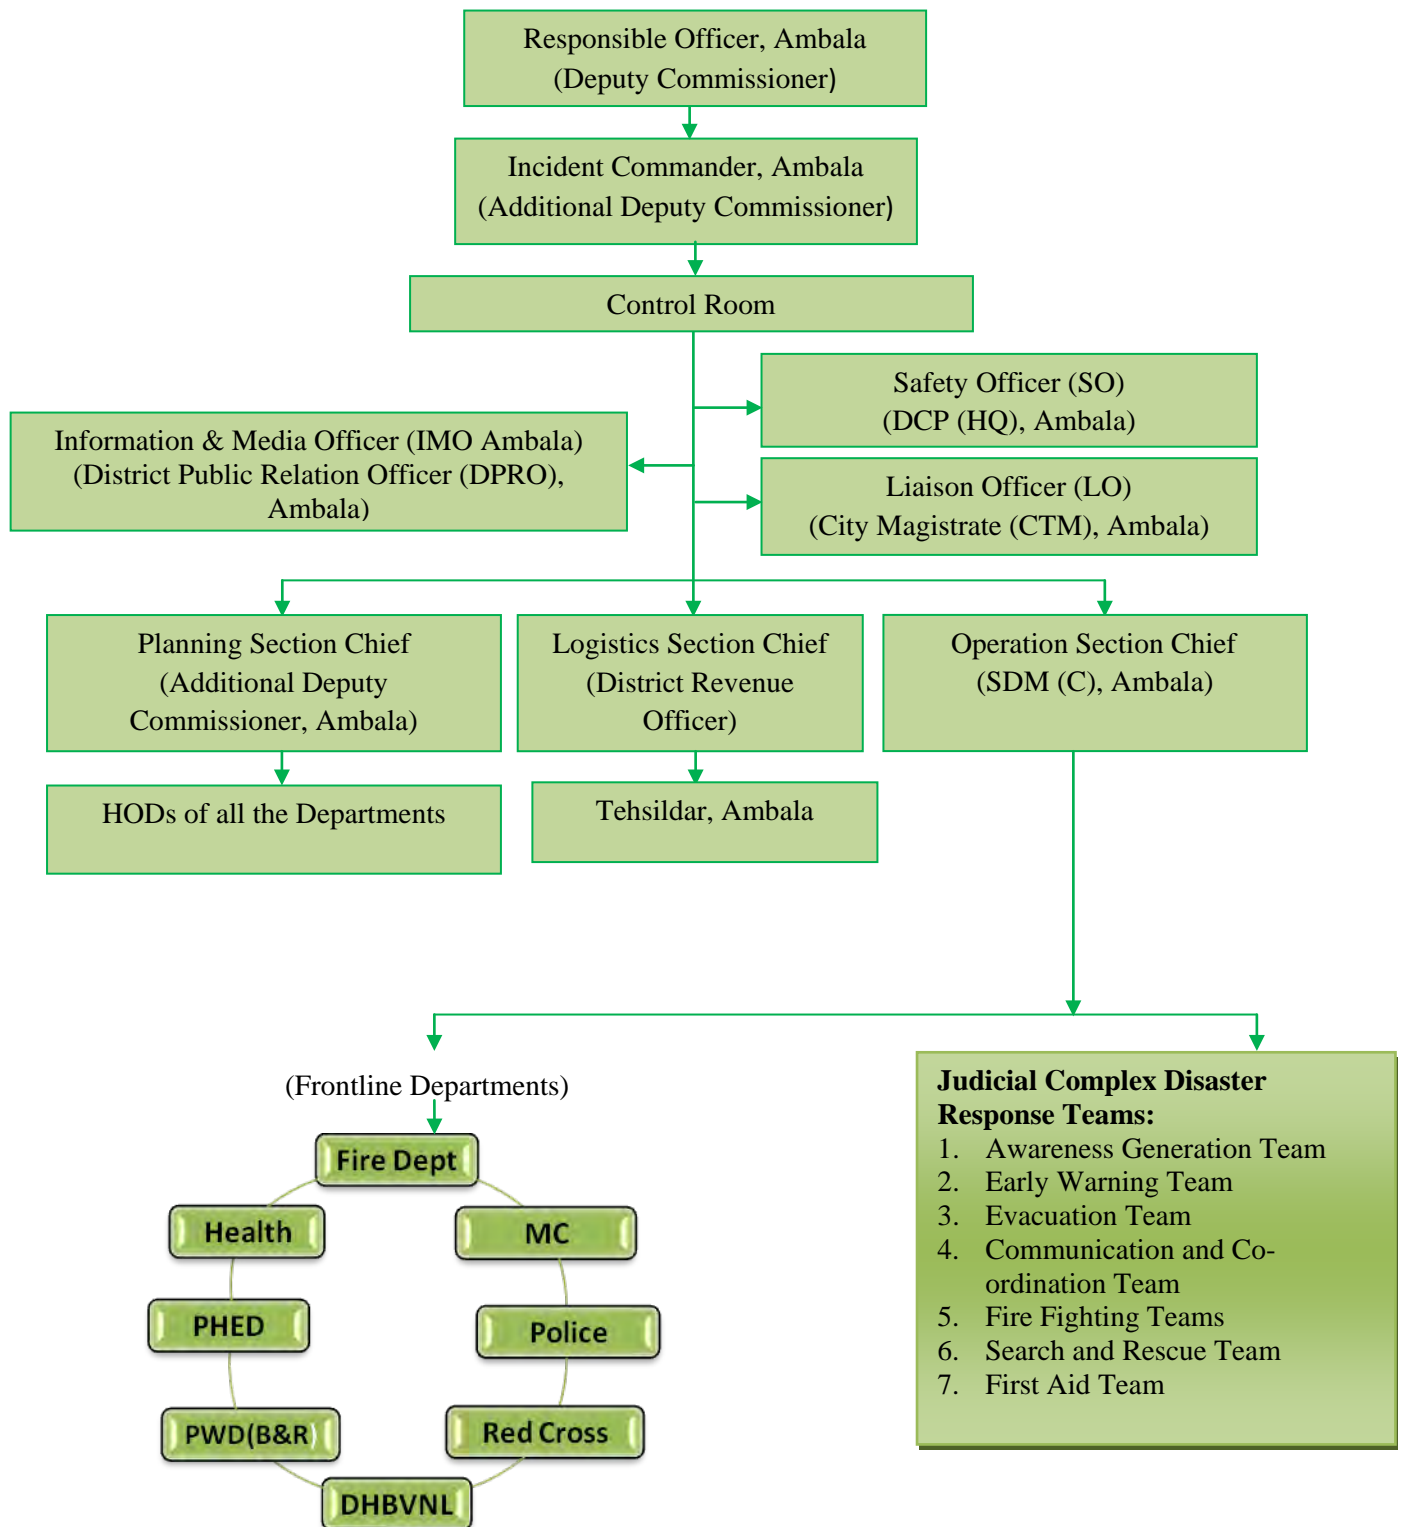 Responsible Officer, Ambala
(Deputy Commissioner)
Incident Commander, Ambala
(Additional Deputy Commissioner)
Control Room
Safety Officer (SO)
(DCP (HQ), Ambala)
Information & Media Officer (IMO Ambala)
(District Public Relation Officer (DPRO),
Ambala)
Liaison Officer (LO)
(City Magistrate (CTM), Ambala)
Planning Section Chief
(Additional Deputy
Commissioner, Ambala)
Logistics Section Chief
(District Revenue
Officer)
Operation Section Chief
(SDM (C), Ambala)
HODs of all the Departments
Tehsildar, Ambala
(Frontline Departments)
Fire Dept
MC
Police
Red Cross
DHBVNL
PWD(B&R)
PHED
Health
Judicial Complex Disaster
Response Teams:
1. Awareness Generation Team
2. Early Warning Team
3. Evacuation Team
4. Communication and Co-
ordination Team
5. Fire Fighting Teams
6. Search and Rescue Team
7. First Aid Team